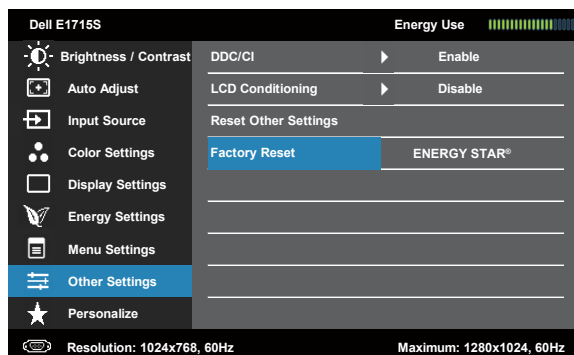 Dell E1715S Energy Use
Brightness / Contrast DDC/CI Enable
Auto Adjust LCD Conditioning Disable
Input Source Reset Other Settings
Color Settings Factory Reset ENERGY STAR®
Display Settings
Energy Settings
Menu Settings
Other Settings
Personalize
Resolution: 1024x768, 60Hz Maximum: 1280x1024, 60Hz